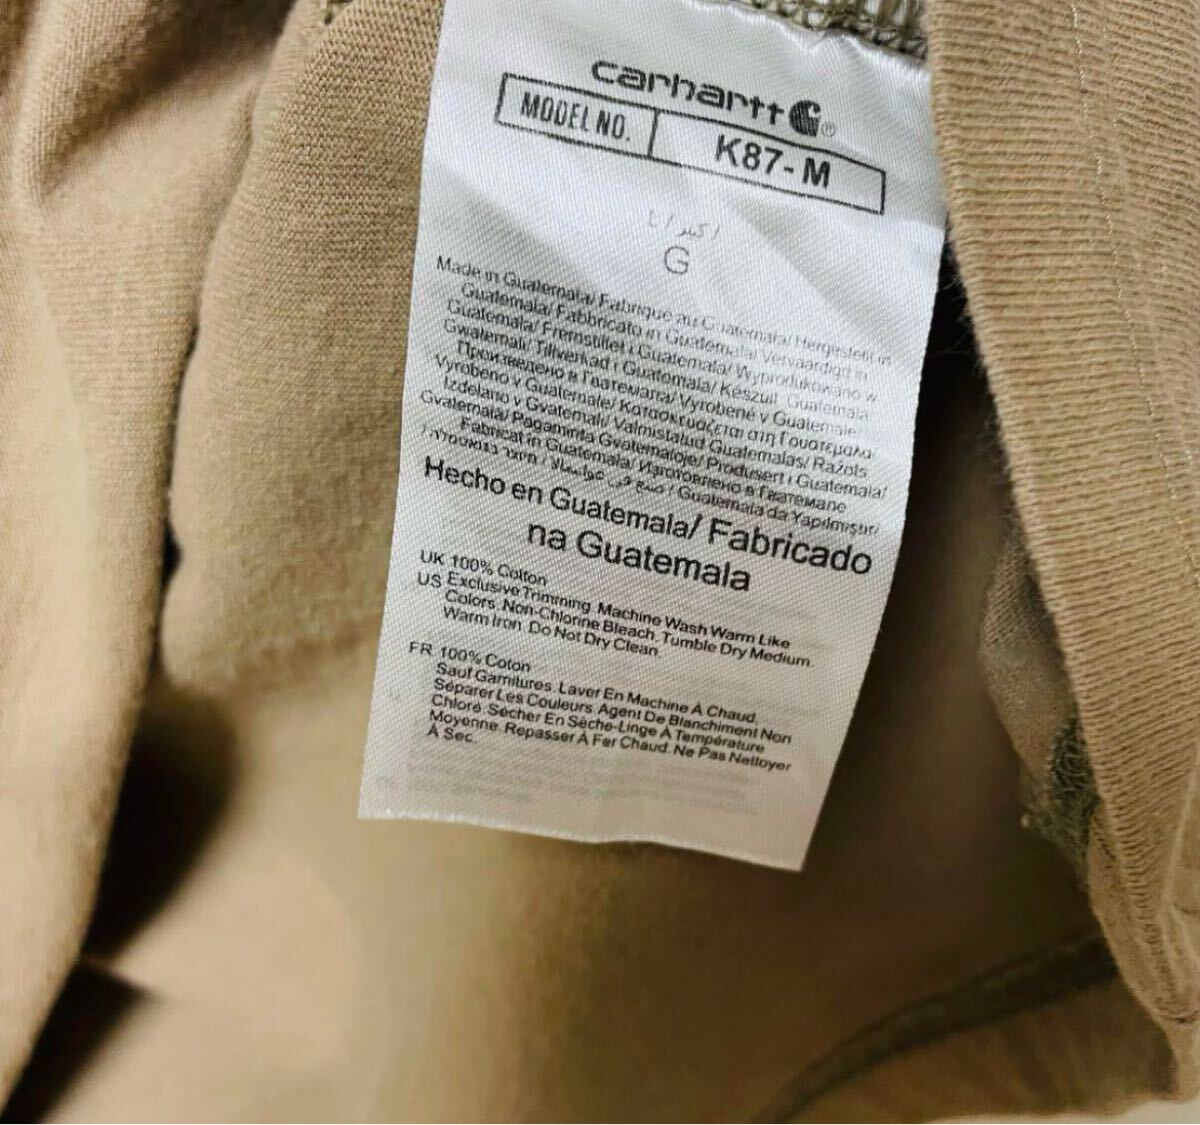 carhartt ®
MODEL NO. K87-M
G
Made in Guatemala/ Fabriqué au Guatemala/ Hergestellt in
Guatemala/ Fabbricato in Guatemala/ Vervaardigd in
Guatemala/ Fremstillet i Guatemala/ Wyprodukowano w
Gwatemali/ Tillverkad i Guatemala/ Készült Guatemala
Произведено в Гватемала/ Vyrobené v Guatemale/
Vyrobeno v Guatemale/ Κατασκευάζεται στη Γουατεμάλα/
Izdelano v Gvatemali/ Valmistatud Guatemalas/ Ražots
Gvatemalā/ Pagaminta Gvatemaloje/ Produsert i Guatemala/
Fabricat în Guatemala/ Изготовлено в Гватемале
/ Guatemala da Yapılmıştır/
Hecho en Guatemala/ Fabricado
na Guatemala
UK 100% Cotton
US Exclusive Trimming. Machine Wash Warm Like
Colors. Non-Chlorine Bleach. Tumble Dry Medium.
Warm Iron. Do Not Dry Clean.
FR 100% Coton
Sauf Garnitures. Laver En Machine À Chaud.
Séparer Les Couleurs. Agent De Blanchiment Non
Chloré. Sécher En Sèche-Linge À Température
Moyenne. Repasser À Fer Chaud. Ne Pas Nettoyer
À Sec.